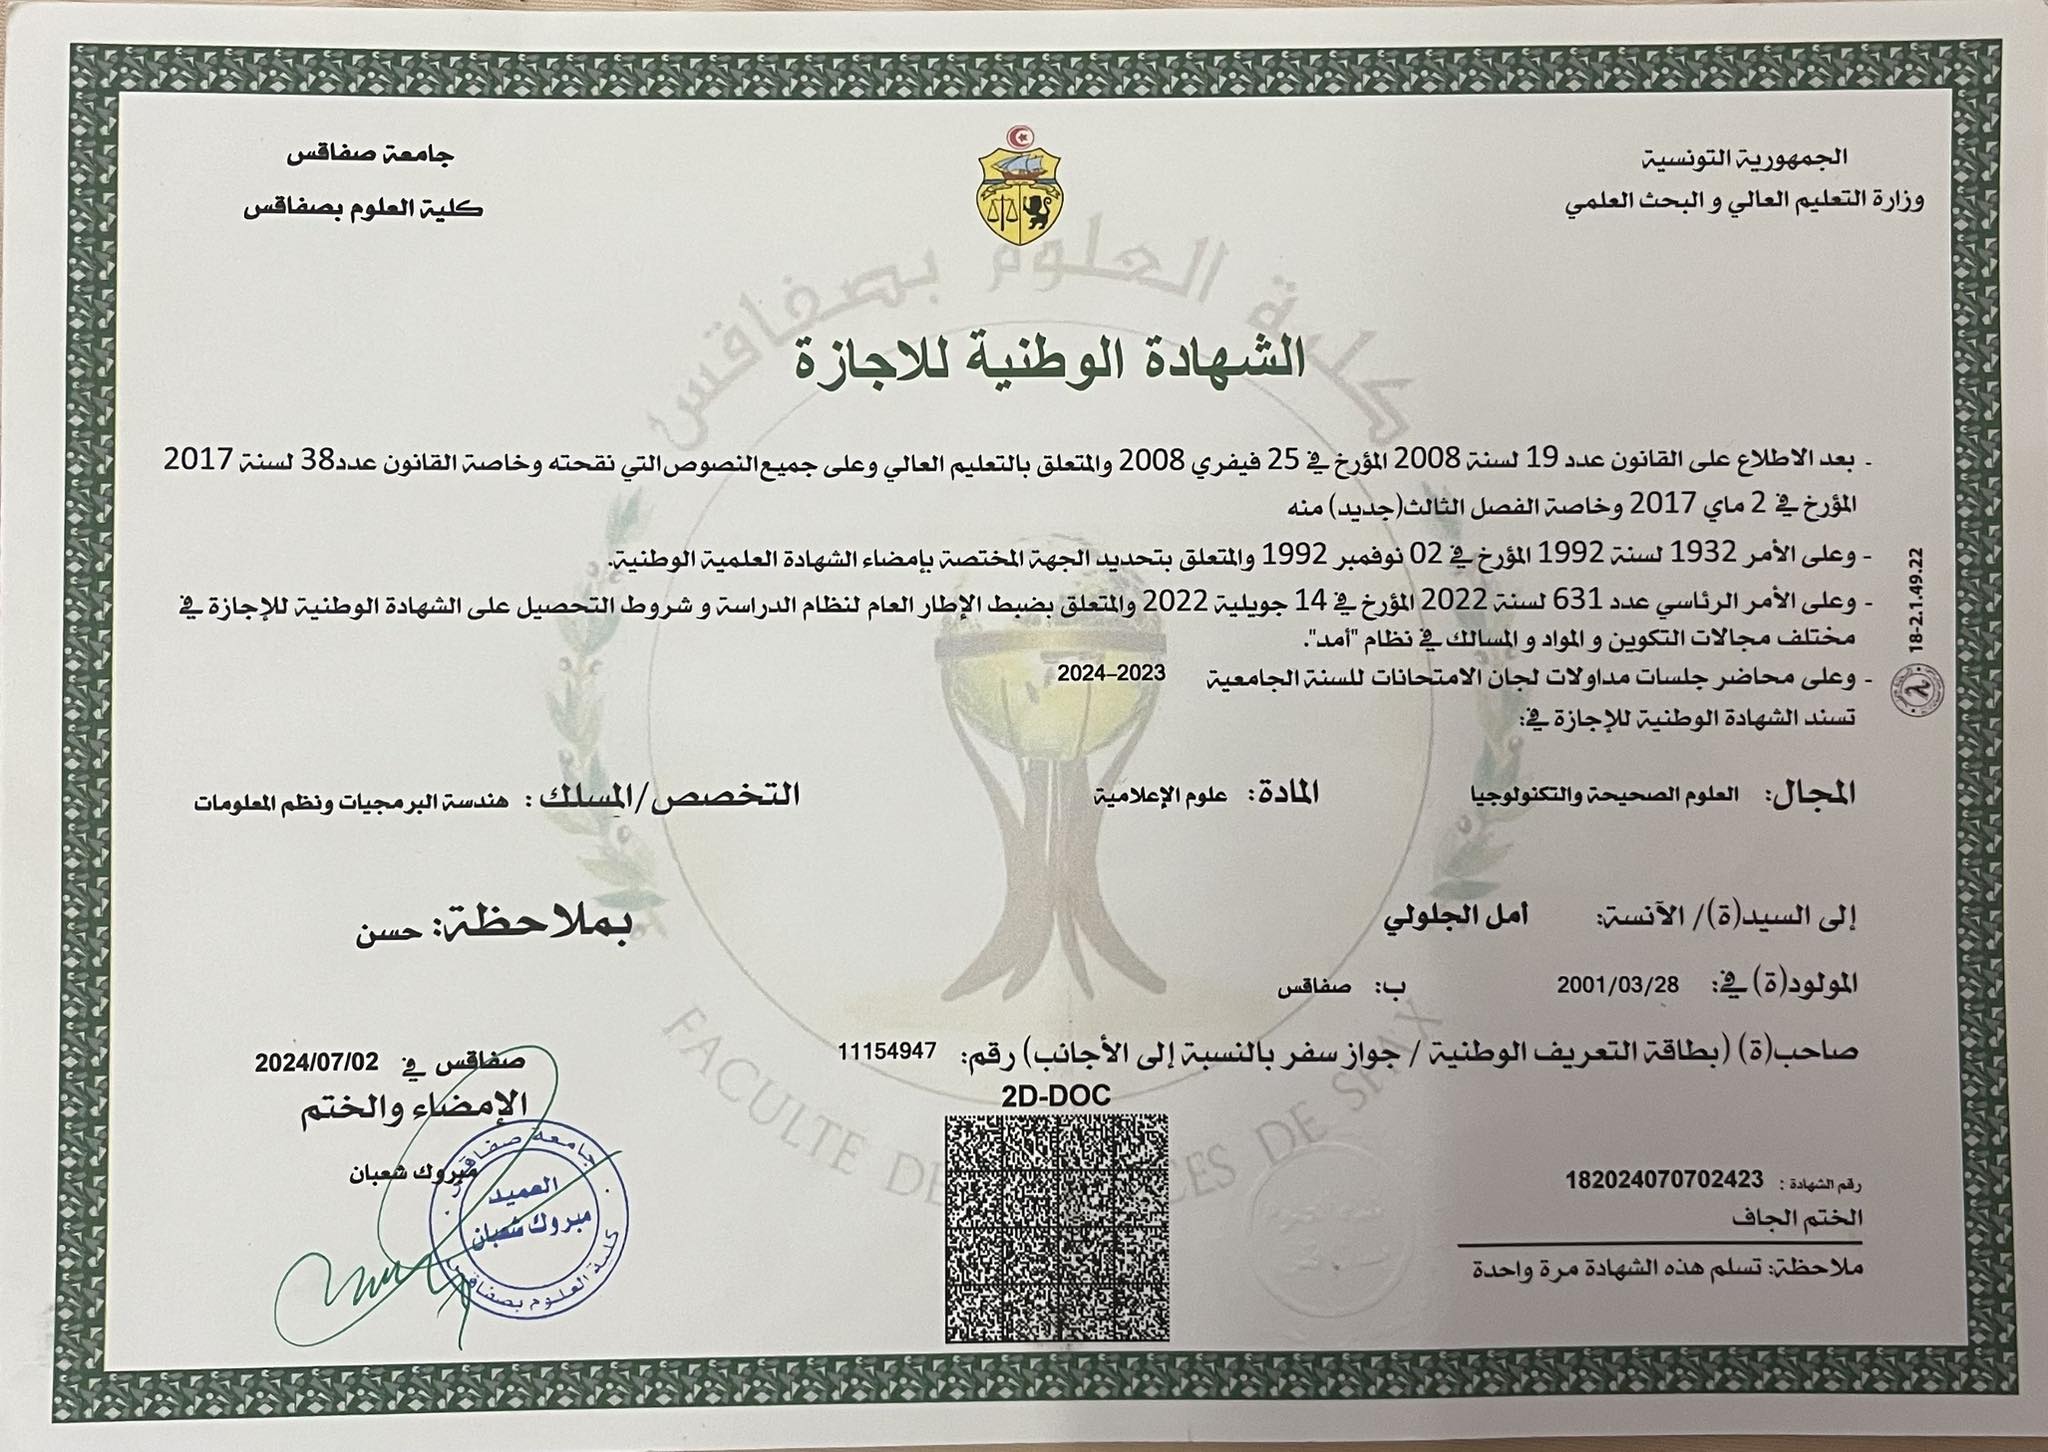 الجمهورية التونسية
وزارة التعليم العالي و البحث العلمي
جامعة صفاقس
كلية العلوم بصفاقس
كلية العلوم بصفاقس
الشهادة الوطنية للاجازة
- بعد الاطلاع على القانون عدد 19 لسنة 2008 المؤرخ في 25 فيفري 2008 والمتعلق بالتعليم العالي وعلى جميع النصوص التي نقحته وخاصة القانون عدد38 لسنة 2017
المؤرخ في 2 ماي 2017 وخاصة الفصل الثالث(جديد) منه
- وعلى الأمر 1932 لسنة 1992 المؤرخ في 02 نوفمبر 1992 والمتعلق بتحديد الجهة المختصة بإمضاء الشهادة العلمية الوطنية.
- وعلى الأمر الرئاسي عدد 631 لسنة 2022 المؤرخ في 14 جويلية 2022 والمتعلق بضبط الإطار العام لنظام الدراسة و شروط التحصيل على الشهادة الوطنية للإجازة في
مختلف مجالات التكوين و المواد و المسالك في نظام "أمد".
- وعلى محاضر جلسات مداولات لجان الامتحانات للسنة الجامعية 2023–2024
تسند الشهادة الوطنية للإجازة في:
18-2.1.49.22
المجال: العلوم الصحيحة والتكنولوجيا المادة: علوم الإعلامية التخصص/المسلك : هندسة البرمجيات ونظم المعلومات
إلى السيد(ة)/ الآنسة: أمل الجلولي بملاحظة: حسن
المولود(ة) في: 2001/03/28 ب: صفاقس
صاحب(ة) (بطاقة التعريف الوطنية / جواز سفر بالنسبة إلى الأجانب) رقم: 11154947
صفاقس في 2024/07/02
الإمضاء والختم
مبروك شعبان
جامعة صفاقس
العميد
مبروك شعبان
كلية العلوم بصفاقس
2D-DOC
FACULTE DE CES DE SFAX
رقم الشهادة : 182024070702423
الختم الجاف
ملاحظة: تسلم هذه الشهادة مرة واحدة